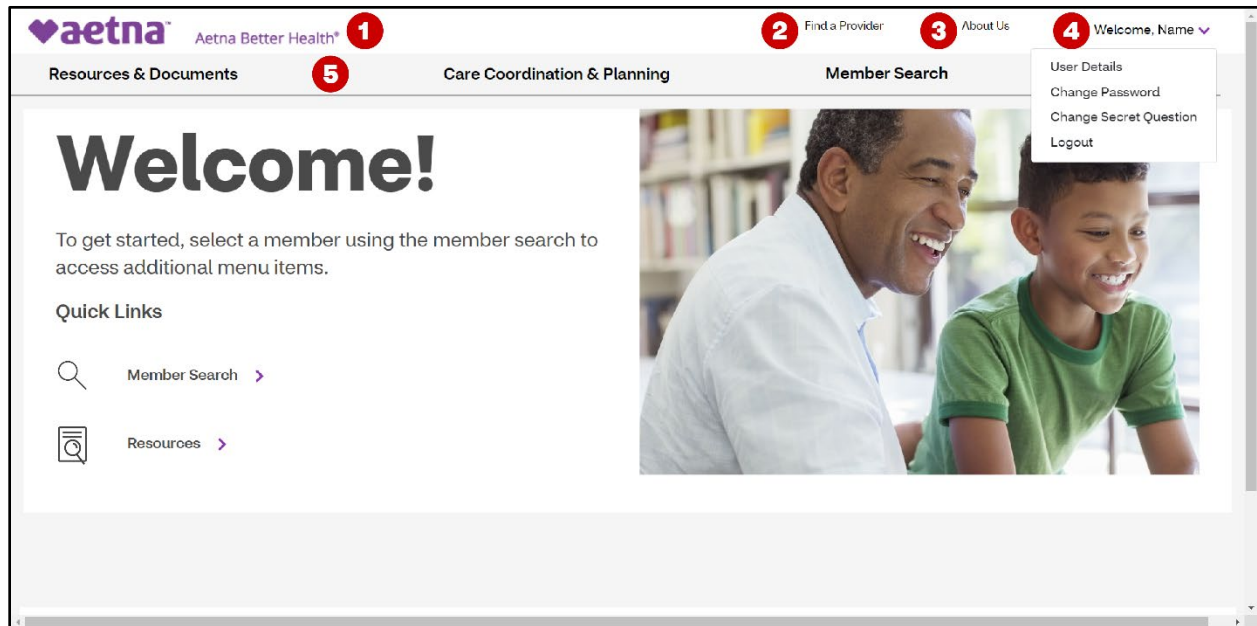 aetna™ Aetna Better Health® 1 2 Find a Provider 3 About Us 4 Welcome, Name
Resources & Documents 5 Care Coordination & Planning Member Search
User Details
Change Password
Change Secret Question
Logout
Welcome!
To get started, select a member using the member search to
access additional menu items.
Quick Links
Member Search
Resources